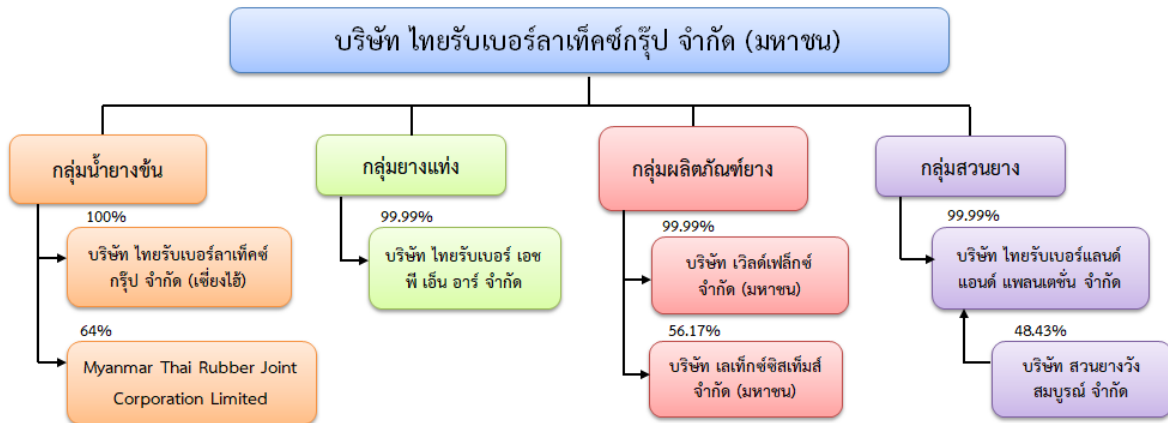 บริษัท ไทยรับเบอร์ลาเท็คซ์กรุ๊ป จำกัด (มหาชน)
กลุ่มน้ำยางข้น
100%
บริษัท ไทยรับเบอร์ลาเท็คซ์
กรุ๊ป จำกัด (เซี่ยงไฮ้)
64%
Myanmar Thai Rubber Joint
Corporation Limited
กลุ่มยางแท่ง
99.99%
บริษัท ไทยรับเบอร์ เอช
พี เอ็น อาร์ จำกัด
กลุ่มผลิตภัณฑ์ยาง
99.99%
บริษัท เวิลด์เฟล็กซ์
จำกัด (มหาชน)
56.17%
บริษัท เลเท็กซ์ซิสเท็มส์
จำกัด (มหาชน)
กลุ่มสวนยาง
99.99%
บริษัท ไทยรับเบอร์แลนด์
แอนด์ แพลนเตชั่น จำกัด
48.43%
บริษัท สวนยางวัง
สมบูรณ์ จำกัด